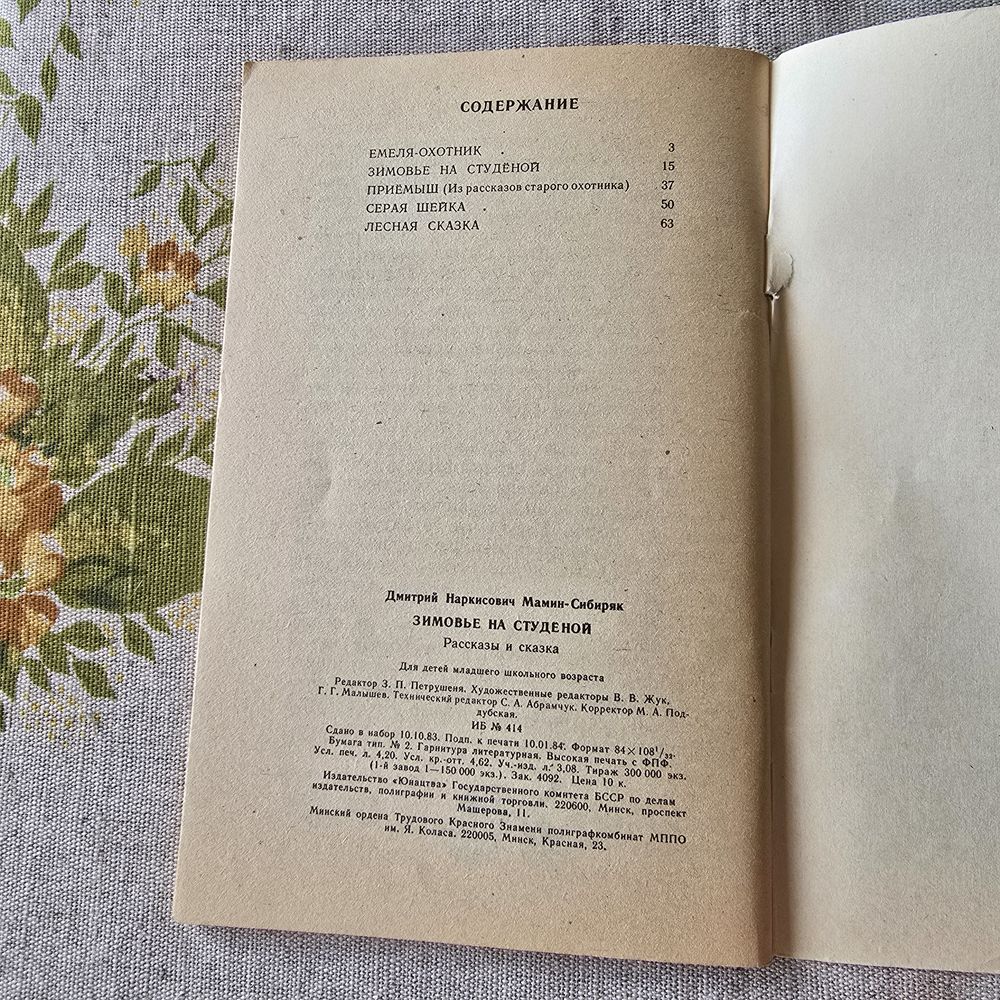 СОДЕРЖАНИЕ
ЕМЕЛЯ-ОХОТНИК . 3
ЗИМОВЬЕ НА СТУДЁНОЙ 15
ПРИЁМЫШ (Из рассказов старого охотника) 37
СЕРАЯ ШЕЙКА . 50
ЛЕСНАЯ СКАЗКА 63
Дмитрий Наркисович Мамин-Сибиряк
ЗИМОВЬЕ НА СТУДЕНОЙ
Рассказы и сказка
Для детей младшего школьного возраста
Редактор З. П. Петрушеня. Художественные редакторы В. В. Жук,
Г. Г. Малышев. Технический редактор С. А. Абрамчук. Корректор М. А. Под-
дубская.
ИБ № 414
Сдано в набор 10.10.83. Подп. к печати 10.01.84. Формат 84×108¹/₃₂.
Бумага тип. № 2. Гарнитура литературная. Высокая печать с ФПФ.
Усл. печ. л. 4,20. Усл. кр.-отт. 4,62. Уч.-изд. л. 3,08. Тираж 300 000 экз.
(1-й завод 1—150 000 экз.). Зак. 4092. Цена 10 к.
Издательство «Юнацтва» Государственного комитета БССР по делам
издательств, полиграфии и книжной торговли. 220600. Минск, проспект
Машерова, 11.
Минский ордена Трудового Красного Знамени полиграфкомбинат МППО
им. Я. Коласа. 220005, Минск, Красная, 23.